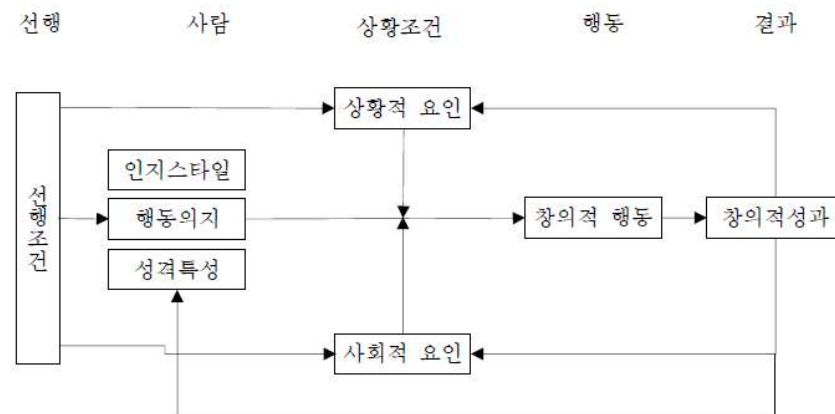 선행 사람 상황조건 행동 결과
상황적 요인
인지스타일
선행조건
행동의지
창의적 행동
창의적성과
성격특성
사회적 요인